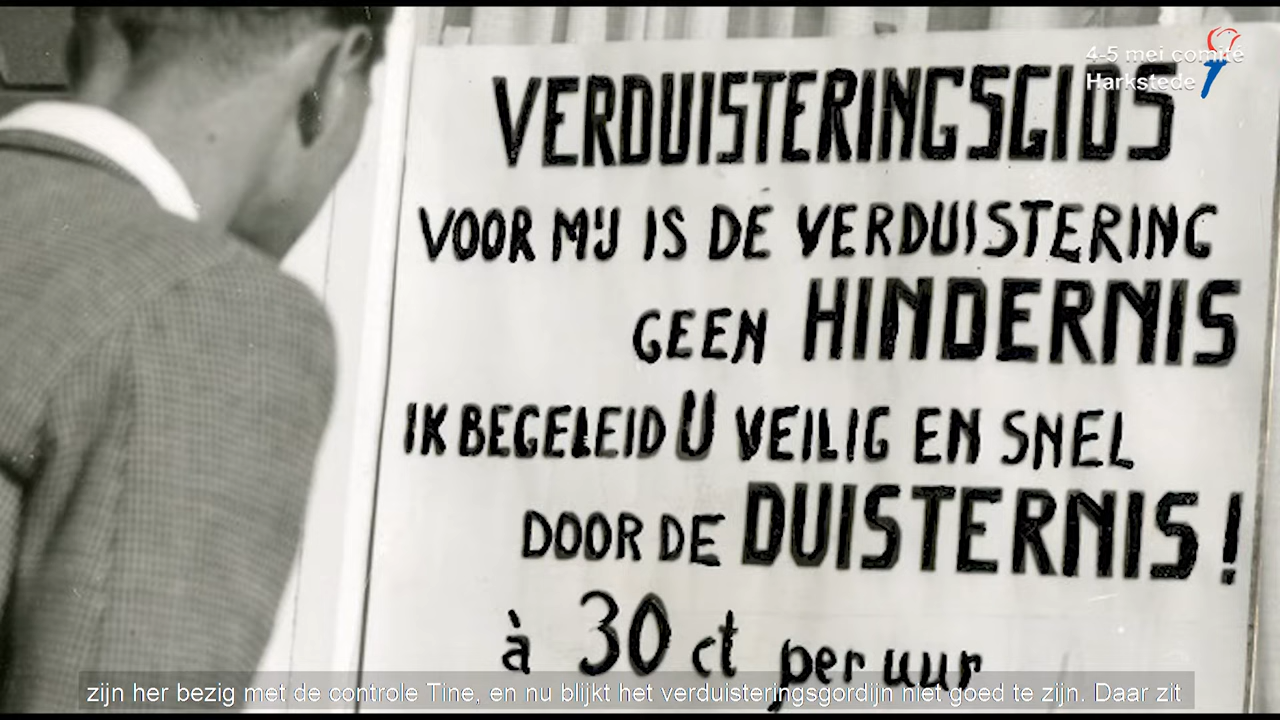 4-5 mei comité
Harkstede
VERDUISTERINGSGIDS
VOOR MIJ IS DE VERDUISTERING
GEEN HINDERNIS
IK BEGELEID U VEILIG EN SNEL
DOOR DE DUISTERNIS!
à 30 ct per uur
zijn her bezig met de controle Tine, en nu blijkt het verduisteringsgordijn niet goed te zijn. Daar zit